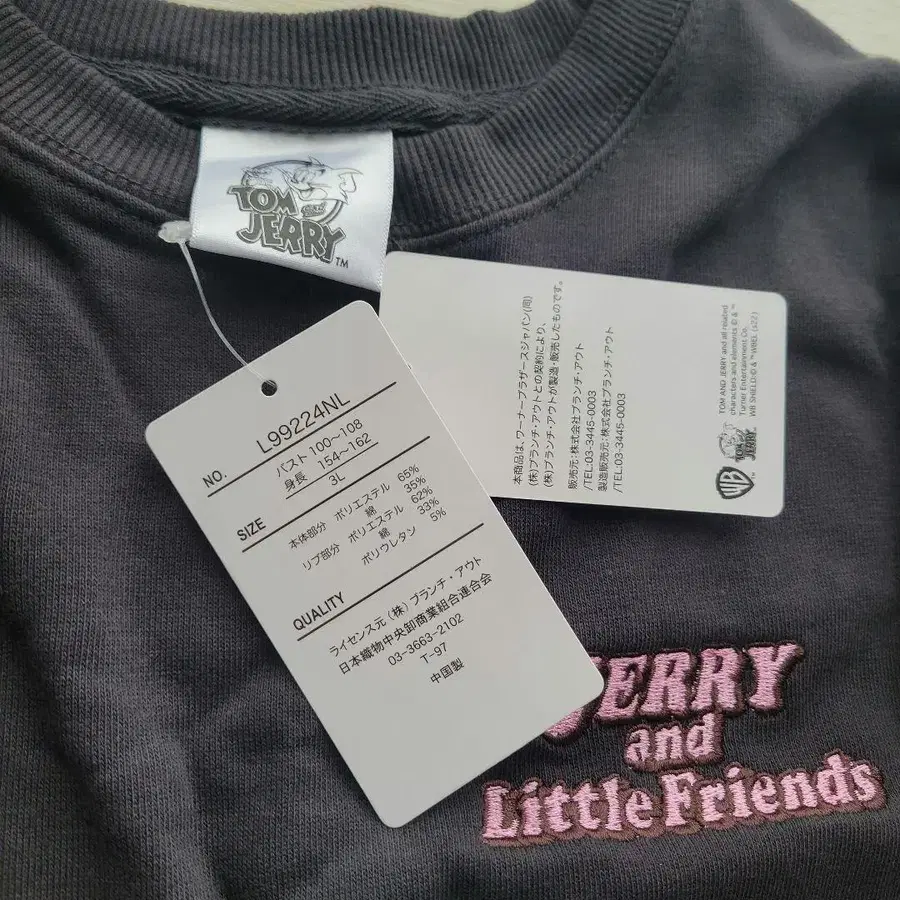 TOM
AND
JERRY
TM
NO.
L99224NL
バスト 100〜108
身長 154〜162
3L
SIZE
本体部分 ポリエステル 65%
綿 35%
リブ部分 ポリエステル 62%
綿 33%
ポリウレタン 5%
QUALITY
ライセンス元 (株) ブランチ・アウト
日本織物中央卸商業組合連合会
03-3663-2102
T-97
中国製
本商品は、ワーナーブラザースジャパン(同)
(株)ブランチ・アウトとの契約により、
(株)ブランチ・アウトが製造・販売したものです。
販売元:株式会社ブランチ・アウト
/TEL:03-3445-0003
製造販売元:株式会社ブランチ・アウト
/TEL:03-3445-0003
TOM AND JERRY and all related
characters and elements © & ™
Turner Entertainment Co.
WB SHIELD: © & ™ WBEI. (s22)
TOM
JERRY
WB
JERRY
and
Little Friends